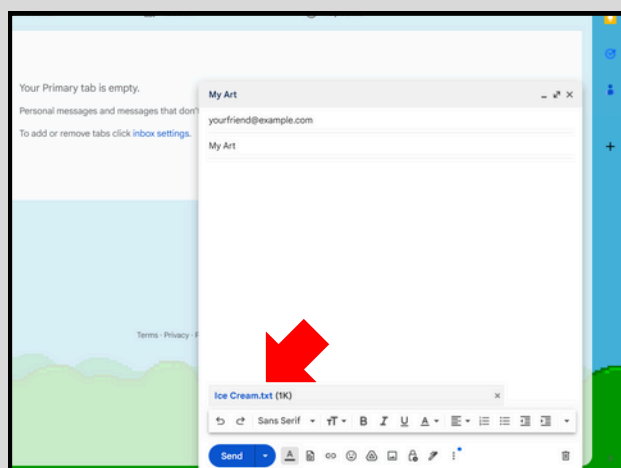 Your Primary tab is empty.
Personal messages and messages that don't
To add or remove tabs click inbox settings.
Terms · Privacy ·
My Art
yourfriend@example.com
My Art
Ice Cream.txt (1K)
Sans Serif
Send